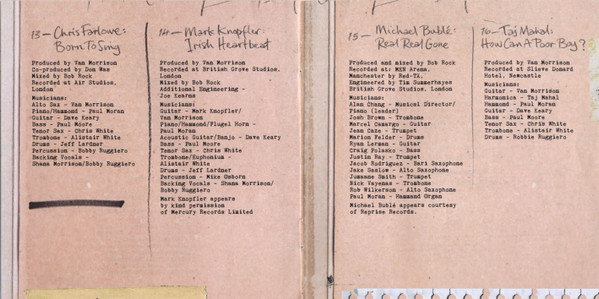 13 - Chris Farlowe:
Born To Sing
Produced by Van Morrison
Co-produced by Don Was
Mixed by Rob Rock
Recorded at Air Studios,
London
Musicians:
Alto Sax - Van Morrison
Piano/Hammond - Paul Moran
Guitar - Dave Keary
Bass - Paul Moore
Tenor Sax - Chris White
Trombone - Alistair White
Drums - Jeff Lardner
Percussion - Bobby Ruggiero
Backing Vocals -
Shana Morrison/Bobby Ruggiero
14 - Mark Knopfler:
Irish Heartbeat
Produced by Van Morrison
Recorded at British Grove Studios,
London
Mixed by Rob Rock
Additional Engineering -
Joe Kearns
Musicians:
Guitar - Mark Knopfler/
Van Morrison
Piano/Hammond/Flugel Horn -
Paul Moran
Acoustic Guitar/Banjo - Dave Keary
Bass - Paul Moore
Tenor Sax - Chris White
Trombone/Euphonium -
Alistair White
Drums - Jeff Lardner
Percussion - Mike Osborn
Backing Vocals - Shana Morrison/
Bobby Ruggiero
Mark Knopfler appears
by kind permission
of Mercury Records Limited
15 - Michael Bublé:
Real Real Gone
Produced and mixed by Bob Rock
Recorded at: MEN Arena,
Manchester by Red-TX.
Engineered by Tim Summerhayes
British Grove Studios, London
Musicians:
Alan Chang - Musical Director/
Piano (leader)
Josh Brown - Trombone
Marcel Camargo - Guitar
Jean Caze - Trumpet
Marion Felder - Drums
Ryan Lerman - Guitar
Craig Polasko - Bass
Justin Ray - Trumpet
Jacob Rodriguez - Bari Saxophone
Jake Saslow - Alto Saxophone
Jumaane Smith - Trumpet
Nick Vayenas - Trombone
Rob Wilkerson - Alto Saxophone
Paul Moran - Hammond Organ
Michael Bublé appears courtesy
of Reprise Records.
16 - Taj Mahal:
How Can A Poor Boy?
Produced by Van Morrison
Recorded at Slieve Donard
Hotel, Newcastle
Musicians:
Guitar - Van Morrison
Harmonica - Taj Mahal
Hammond - Paul Moran
Guitar - Dave Keary
Bass - Paul Moore
Tenor Sax - Chris White
Trombone - Alistair White
Drums - Robbie Ruggiero